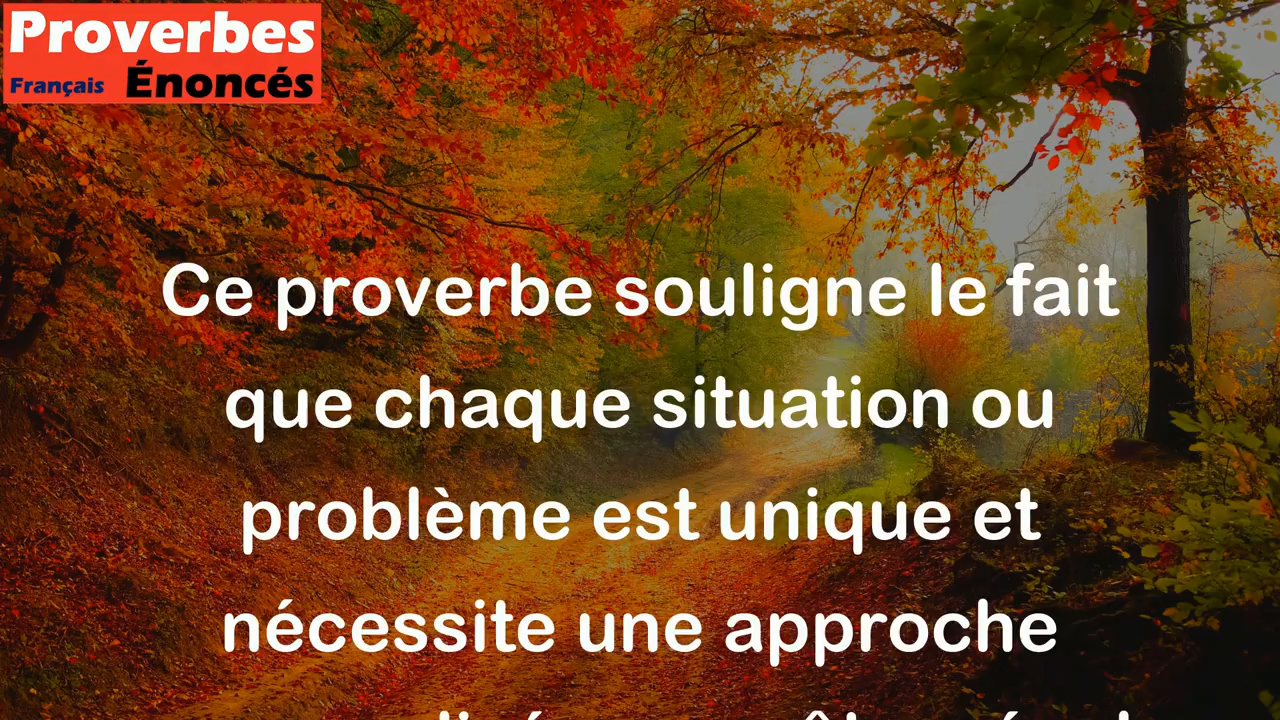 Proverbes
Français Énoncés
Ce proverbe souligne le fait
que chaque situation ou
problème est unique et
nécessite une approche